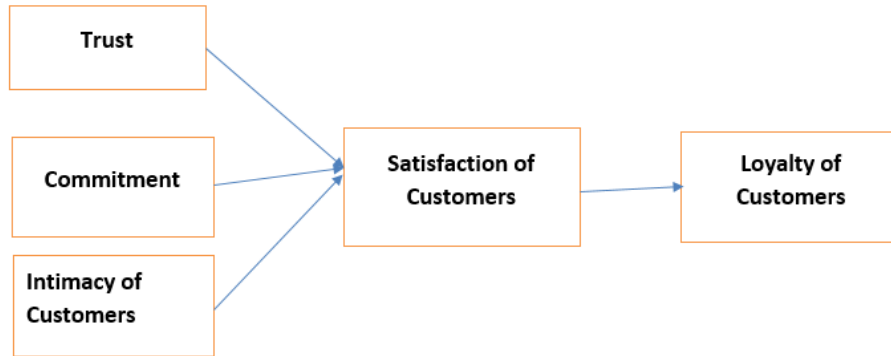 Trust
Commitment
Intimacy of
Customers
Satisfaction of
Customers
Loyalty of
Customers